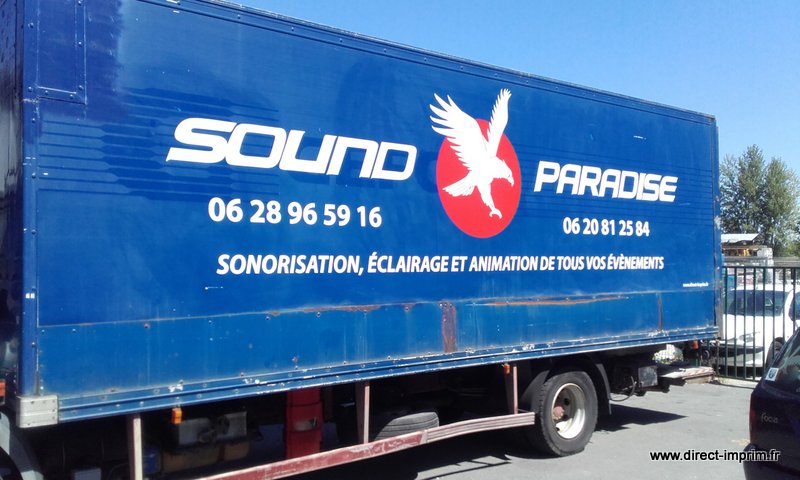 SOUND PARADISE
06 28 96 59 16 06 20 81 25 84
SONORISATION, ÉCLAIRAGE ET ANIMATION DE TOUS VOS ÉVÈNEMENTS
www.direct-imprim.fr